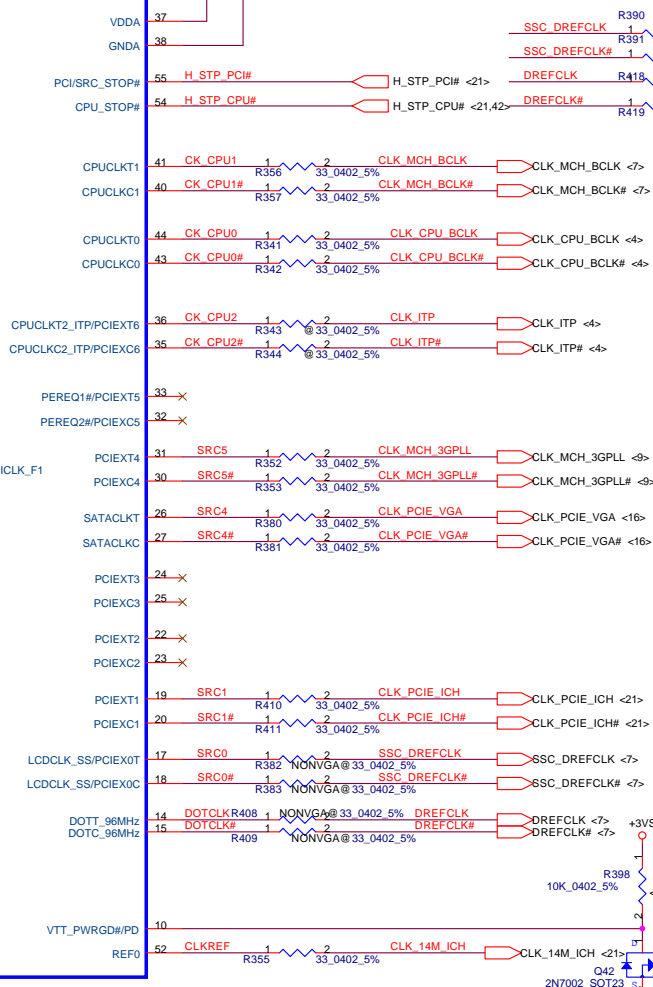 VDDA 37
R390
SSC_DREFCLK 1
GNDA 38
R391
SSC_DREFCLK# 1
PCI/SRC_STOP# 55 H_STP_PCI# H_STP_PCI# <21> DREFCLK R418
CPU_STOP# 54 H_STP_CPU# H_STP_CPU# <21,42> DREFCLK# 1
R419
CPUCLKT1 41 CK_CPU1 1 R356 2 33_0402_5% CLK_MCH_BCLK CLK_MCH_BCLK <7>
CPUCLKC1 40 CK_CPU1# 1 R357 2 33_0402_5% CLK_MCH_BCLK# CLK_MCH_BCLK# <7>
CPUCLKT0 44 CK_CPU0 1 R341 2 33_0402_5% CLK_CPU_BCLK CLK_CPU_BCLK <4>
CPUCLKC0 43 CK_CPU0# 1 R342 2 33_0402_5% CLK_CPU_BCLK# CLK_CPU_BCLK# <4>
CPUCLKT2_ITP/PCIEXT6 36 CK_CPU2 1 R343 2 @33_0402_5% CLK_ITP CLK_ITP <4>
CPUCLKC2_ITP/PCIEXC6 35 CK_CPU2# 1 R344 2 @33_0402_5% CLK_ITP# CLK_ITP# <4>
PEREQ1#/PCIEXT5 33
PEREQ2#/PCIEXC5 32
PCIEXT4 31 SRC5 1 R352 2 33_0402_5% CLK_MCH_3GPLL CLK_MCH_3GPLL <9>
ICLK_F1
PCIEXC4 30 SRC5# 1 R353 2 33_0402_5% CLK_MCH_3GPLL# CLK_MCH_3GPLL# <9>
SATACLKT 26 SRC4 1 R380 2 33_0402_5% CLK_PCIE_VGA CLK_PCIE_VGA <16>
SATACLKC 27 SRC4# 1 R381 2 33_0402_5% CLK_PCIE_VGA# CLK_PCIE_VGA# <16>
PCIEXT3 24
PCIEXC3 25
PCIEXT2 22
PCIEXC2 23
PCIEXT1 19 SRC1 1 R410 2 33_0402_5% CLK_PCIE_ICH CLK_PCIE_ICH <21>
PCIEXC1 20 SRC1# 1 R411 2 33_0402_5% CLK_PCIE_ICH# CLK_PCIE_ICH# <21>
LCDCLK_SS/PCIEX0T 17 SRC0 1 R382 2 NONVGA@33_0402_5% SSC_DREFCLK SSC_DREFCLK <7>
LCDCLK_SS/PCIEX0C 18 SRC0# 1 R383 2 NONVGA@33_0402_5% SSC_DREFCLK# SSC_DREFCLK# <7>
DOTT_96MHz 14 DOTCLK R408 1 2 NONVGA@33_0402_5% DREFCLK DREFCLK <7>
DOTC_96MHz 15 DOTCLK# R409 1 2 NONVGA@33_0402_5% DREFCLK# DREFCLK# <7>
+3VS
1
R398
10K_0402_5%
2
VTT_PWRGD#/PD 10
REF0 52 CLKREF 1 R355 2 33_0402_5% CLK_14M_ICH CLK_14M_ICH <21>
1
D
Q42
2N7002_SOT23
S